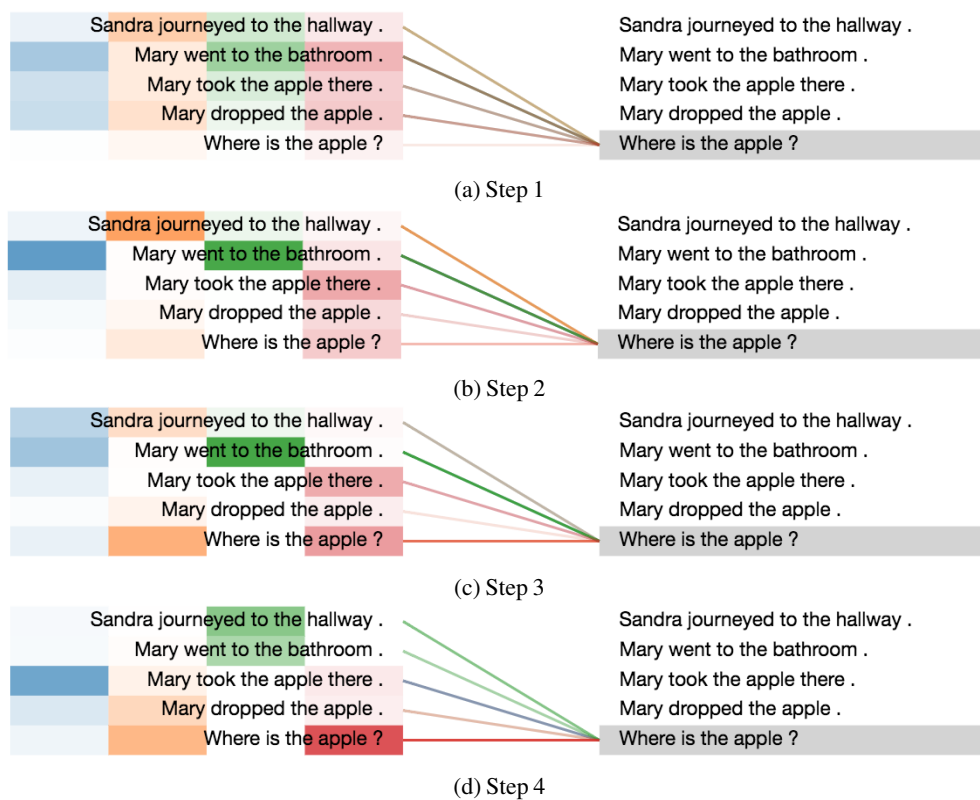 Sandra journeyed to the hallway . Sandra journeyed to the hallway .
Mary went to the bathroom . Mary went to the bathroom .
Mary took the apple there . Mary took the apple there .
Mary dropped the apple . Mary dropped the apple .
Where is the apple ? Where is the apple ?
(a) Step 1
Sandra journeyed to the hallway . Sandra journeyed to the hallway .
Mary went to the bathroom . Mary went to the bathroom .
Mary took the apple there . Mary took the apple there .
Mary dropped the apple . Mary dropped the apple .
Where is the apple ? Where is the apple ?
(b) Step 2
Sandra journeyed to the hallway . Sandra journeyed to the hallway .
Mary went to the bathroom . Mary went to the bathroom .
Mary took the apple there . Mary took the apple there .
Mary dropped the apple . Mary dropped the apple .
Where is the apple ? Where is the apple ?
(c) Step 3
Sandra journeyed to the hallway . Sandra journeyed to the hallway .
Mary went to the bathroom . Mary went to the bathroom .
Mary took the apple there . Mary took the apple there .
Mary dropped the apple . Mary dropped the apple .
Where is the apple ? Where is the apple ?
(d) Step 4